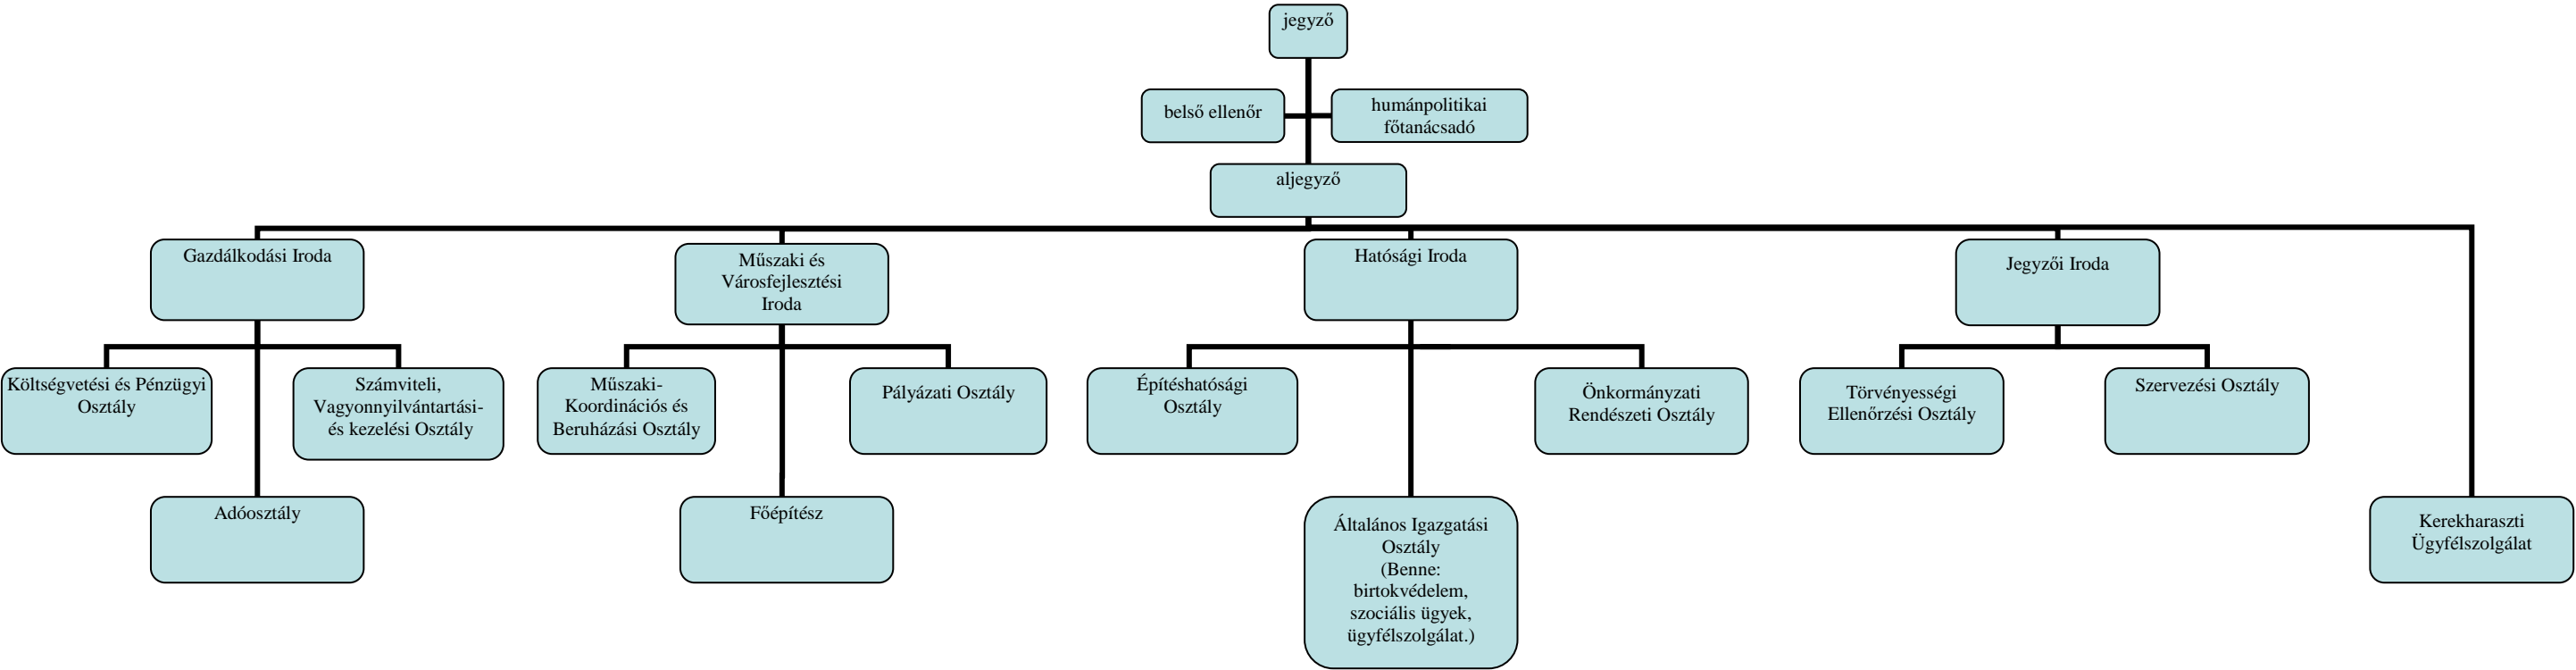 jegyző
belső ellenőr
humánpolitikai
főtanácsadó
aljegyző
Gazdálkodási Iroda
Műszaki és
Városfejlesztési
Iroda
Hatósági Iroda
Jegyzői Iroda
Költségvetési és Pénzügyi
Osztály
Számviteli,
Vagyonnyilvántartási-
és kezelési Osztály
Műszaki-
Koordinációs és
Beruházási Osztály
Pályázati Osztály
Építéshatósági
Osztály
Önkormányzati
Rendészeti Osztály
Törvényességi
Ellenőrzési Osztály
Szervezési Osztály
Adóosztály
Főépítész
Általános Igazgatási
Osztály
(Benne:
birtokvédelem,
szociális ügyek,
ügyfélszolgálat.)
Kerekharaszti
Ügyfélszolgálat